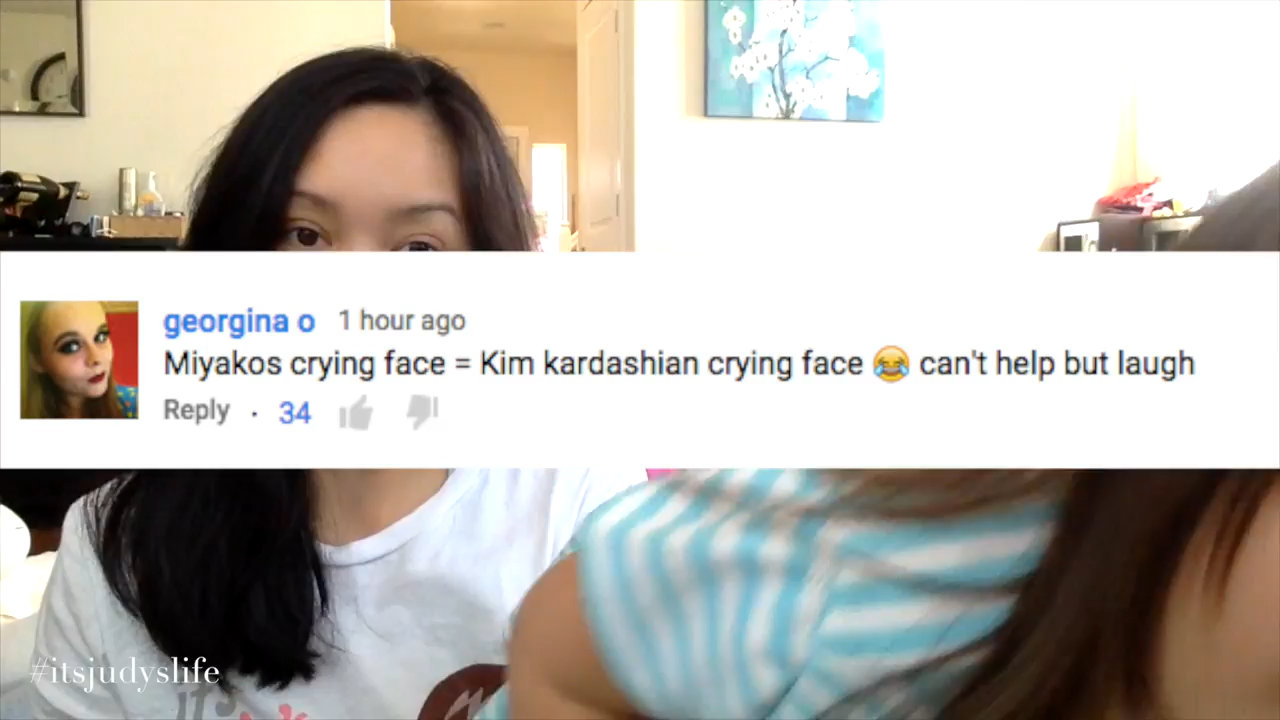 georgina o 1 hour ago
Miyakos crying face = Kim kardashian crying face 😂 can't help but laugh
Reply · 34
#itsjudyslife